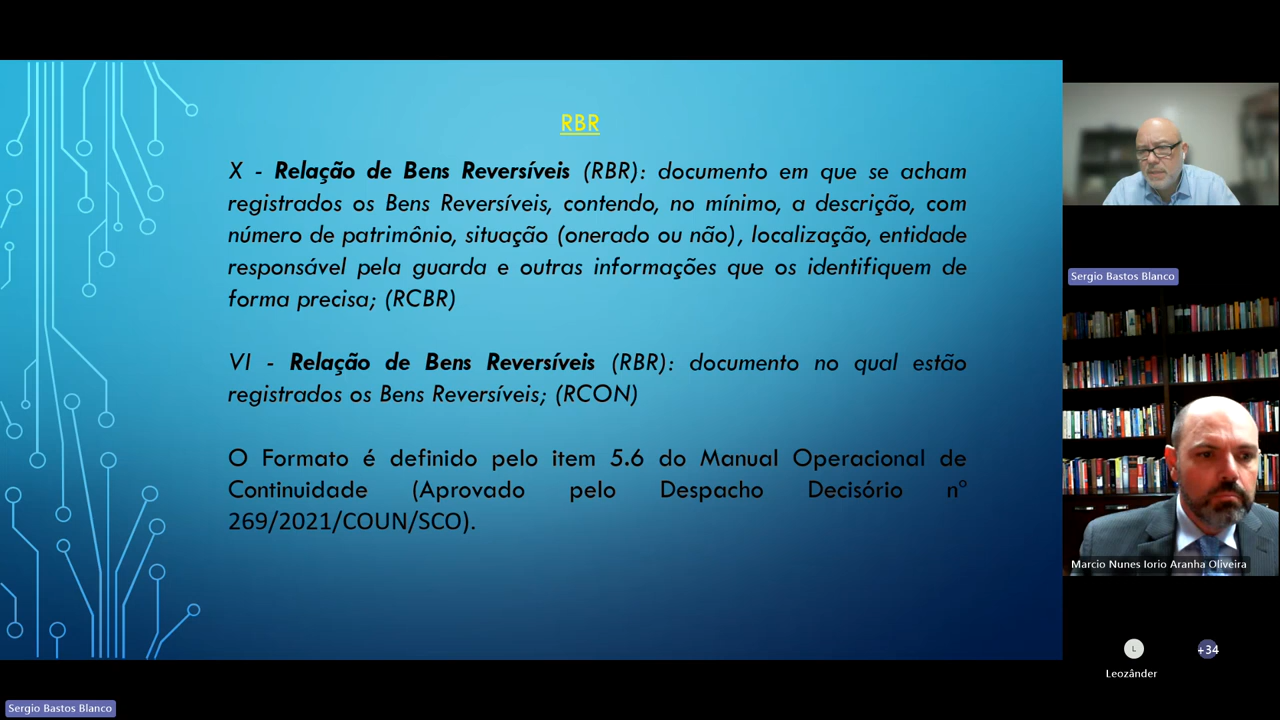 RBR
X - Relação de Bens Reversíveis (RBR): documento em que se acham
registrados os Bens Reversíveis, contendo, no mínimo, a descrição, com
número de patrimônio, situação (onerado ou não), localização, entidade
responsável pela guarda e outras informações que os identifiquem de
forma precisa; (RCBR)
VI - Relação de Bens Reversíveis (RBR): documento no qual estão
registrados os Bens Reversíveis; (RCON)
O Formato é definido pelo item 5.6 do Manual Operacional de
Continuidade (Aprovado pelo Despacho Decisório nº
269/2021/COUN/SCO).
Sergio Bastos Blanco
Marcio Nunes Iorio Aranha Oliveira
L
+34
Leozânder
Sergio Bastos Blanco